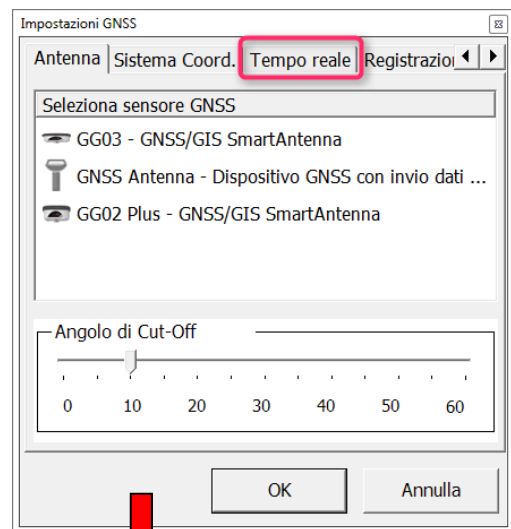 Impostazioni GNSS
Antenna Sistema Coord. Tempo reale Registrazio
Seleziona sensore GNSS
GG03 - GNSS/GIS SmartAntenna
GNSS Antenna - Dispositivo GNSS con invio dati ...
GG02 Plus - GNSS/GIS SmartAntenna
Angolo di Cut-Off
0 10 20 30 40 50 60
OK Annulla